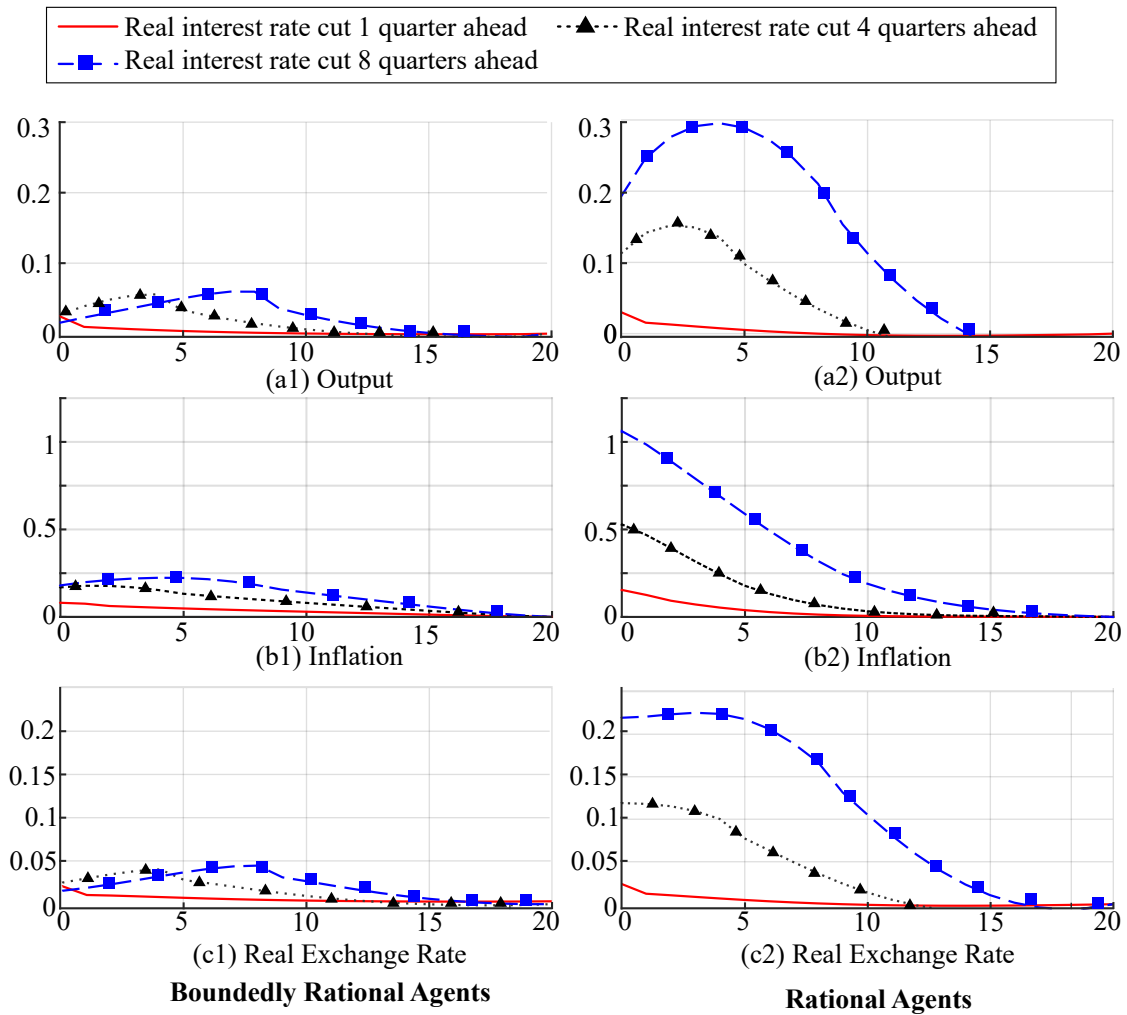 Real interest rate cut 1 quarter ahead
Real interest rate cut 4 quarters ahead
Real interest rate cut 8 quarters ahead
0.3
0.2
0.1
0
0 5 10 15 20
(a1) Output
0.3
0.2
0.1
0
0 5 10 15 20
(a2) Output
1
0.5
0
0 5 10 15 20
(b1) Inflation
1
0.5
0
0 5 10 15 20
(b2) Inflation
0.2
0.15
0.1
0.05
0
0 5 10 15 20
(c1) Real Exchange Rate
0.2
0.15
0.1
0.05
0
0 5 10 15 20
(c2) Real Exchange Rate
Boundedly Rational Agents
Rational Agents